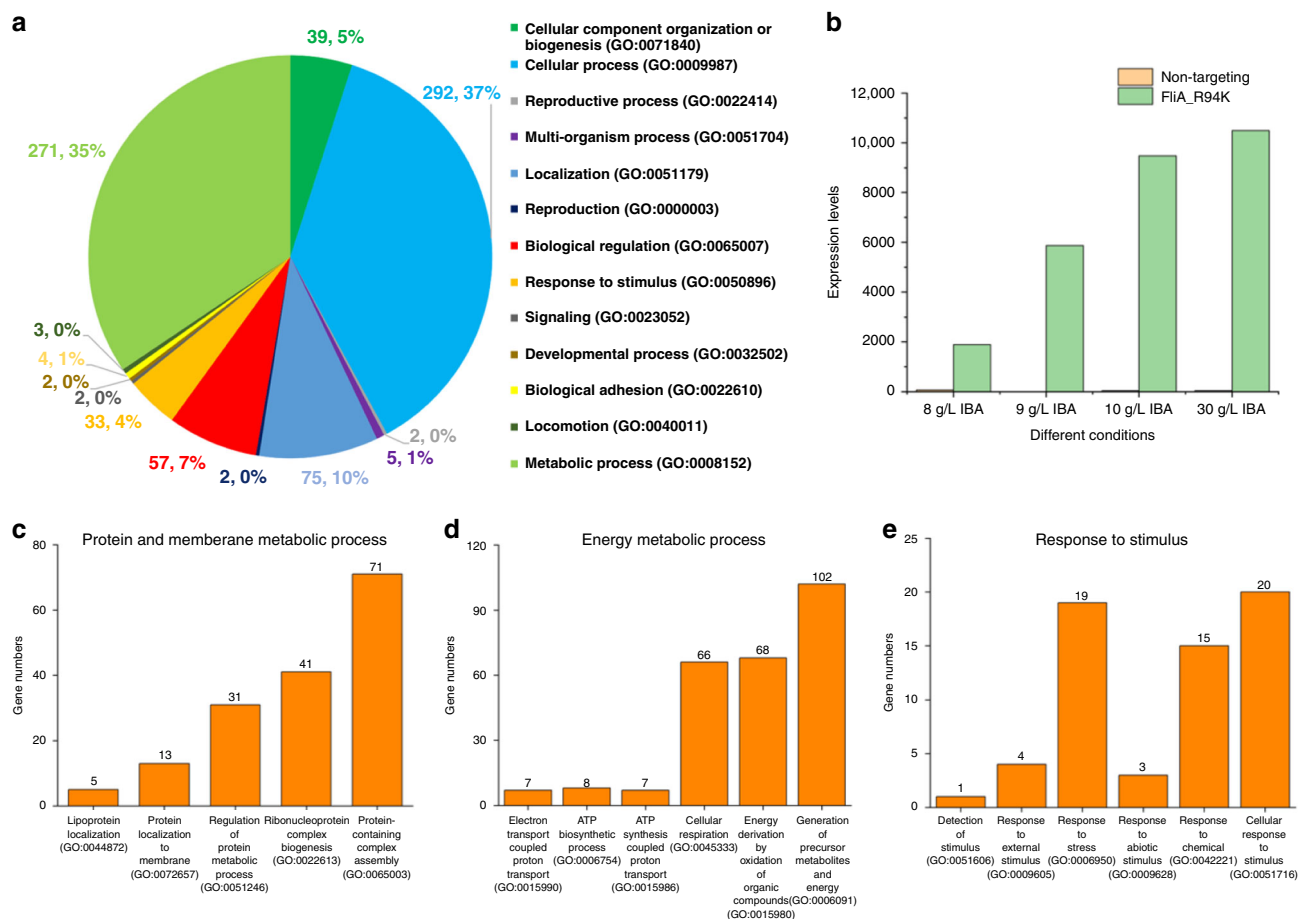 a
39, 5%
292, 37%
271, 35%
3, 0%
4, 1%
2, 0%
2, 0%
33, 4%
57, 7%
2, 0%
75, 10%
5, 1%
2, 0%
Cellular component organization or
biogenesis (GO:0071840)
Cellular process (GO:0009987)
Reproductive process (GO:0022414)
Multi-organism process (GO:0051704)
Localization (GO:0051179)
Reproduction (GO:0000003)
Biological regulation (GO:0065007)
Response to stimulus (GO:0050896)
Signaling (GO:0023052)
Developmental process (GO:0032502)
Biological adhesion (GO:0022610)
Locomotion (GO:0040011)
Metabolic process (GO:0008152)
b
Non-targeting
FliA_R94K
Expression levels
12,000
10,000
8000
6000
4000
2000
0
8 g/L IBA
9 g/L IBA
10 g/L IBA
30 g/L IBA
Different conditions
c
Protein and memberane metabolic process
Gene numbers
80
60
40
20
0
5
13
31
41
71
Lipoprotein
localization
(GO:0044872)
Protein
localization
to
membrane
(GO:0072657)
Regulation
of
protein
metabolic
process
(GO:0051246)
Ribonucleoprotein
complex
biogenesis
(GO:0022613)
Protein-
containing
complex
assembly
(GO:0065003)
d
Energy metabolic process
Gene numbers
120
90
60
30
0
7
8
7
66
68
102
Electron
transport
coupled
proton
transport
(GO:0015990)
ATP
biosynthetic
process
(GO:0006754)
ATP
synthesis
coupled
proton
transport
(GO:0015986)
Cellular
respiration
(GO:0045333)
Energy
derivation
by
oxidation
of
organic
compounds
(GO:0015980)
Generation
of
precursor
metabolites
and
energy
(GO:0006091)
e
Response to stimulus
Gene numbers
25
20
15
10
5
0
1
4
19
3
15
20
Detection
of
stimulus
(GO:0051606)
Response
to
external
stimulus
(GO:0009605)
Response
to
stress
(GO:0006950)
Response
to
abiotic
stimulus
(GO:0009628)
Response
to
chemical
(GO:0042221)
Cellular
response
to
stimulus
(GO:0051716)